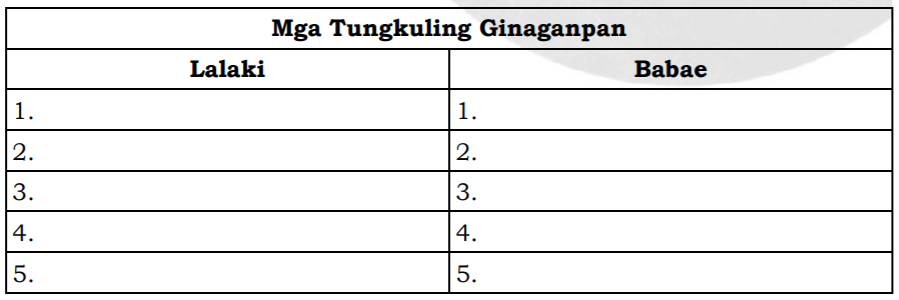 Mga Tungkuling Ginaganpan
Lalaki Babae
1. 1.
2. 2.
3. 3.
4. 4.
5. 5.